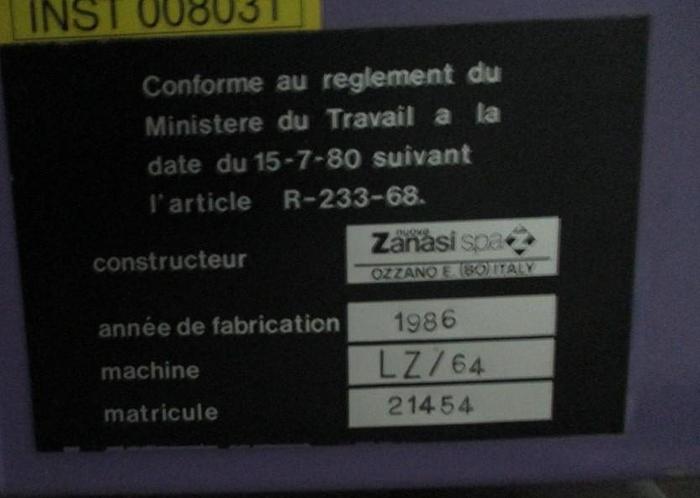 INST 008031
Conforme au reglement du
Ministere du Travail a la
date du 15-7-80 suivant
l'article R-233-68.
constructeur
nuova
Zanasi spa
OZZANO E. (BO) ITALY
année de fabrication 1986
machine LZ/64
matricule 21454